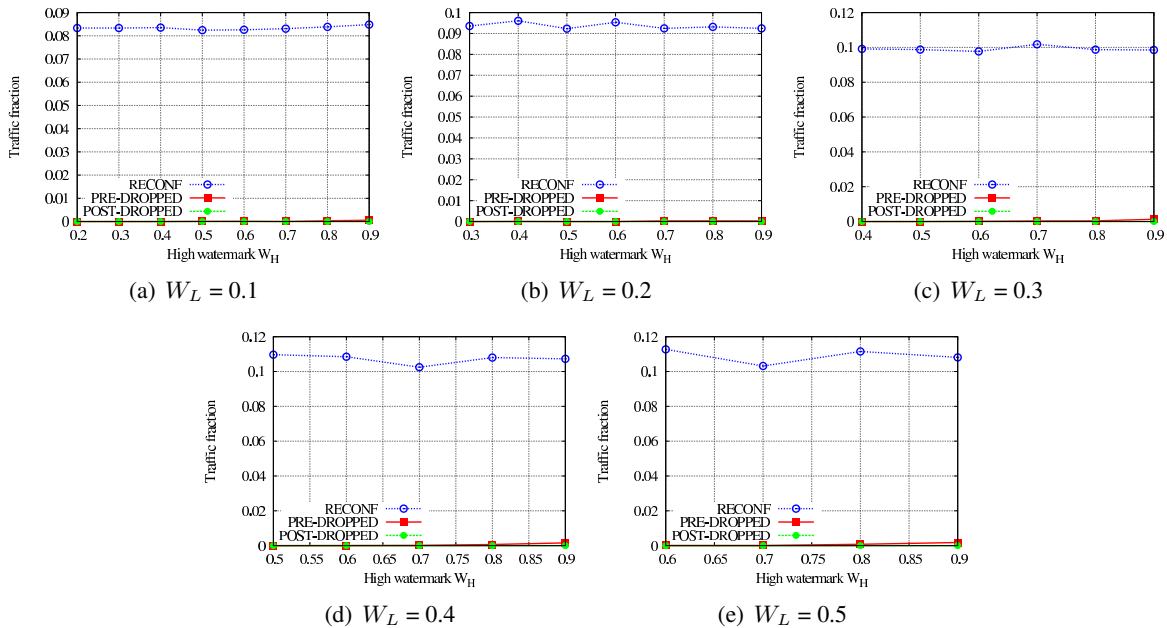 0.09
0.08
0.07
0.06
0.05
0.04
0.03
0.02
0.01
0
Traffic fraction
RECONF
PRE-DROPPED
POST-DROPPED
0.2 0.3 0.4 0.5 0.6 0.7 0.8 0.9
High watermark W_H
(a) W_L = 0.1
0.1
0.09
0.08
0.07
0.06
0.05
0.04
0.03
0.02
0.01
0
Traffic fraction
RECONF
PRE-DROPPED
POST-DROPPED
0.3 0.4 0.5 0.6 0.7 0.8 0.9
High watermark W_H
(b) W_L = 0.2
0.12
0.1
0.08
0.06
0.04
0.02
0
Traffic fraction
RECONF
PRE-DROPPED
POST-DROPPED
0.4 0.5 0.6 0.7 0.8 0.9
High watermark W_H
(c) W_L = 0.3
0.12
0.1
0.08
0.06
0.04
0.02
0
Traffic fraction
RECONF
PRE-DROPPED
POST-DROPPED
0.5 0.55 0.6 0.65 0.7 0.75 0.8 0.85 0.9
High watermark W_H
(d) W_L = 0.4
0.12
0.1
0.08
0.06
0.04
0.02
0
Traffic fraction
RECONF
PRE-DROPPED
POST-DROPPED
0.6 0.65 0.7 0.75 0.8 0.85 0.9
High watermark W_H
(e) W_L = 0.5